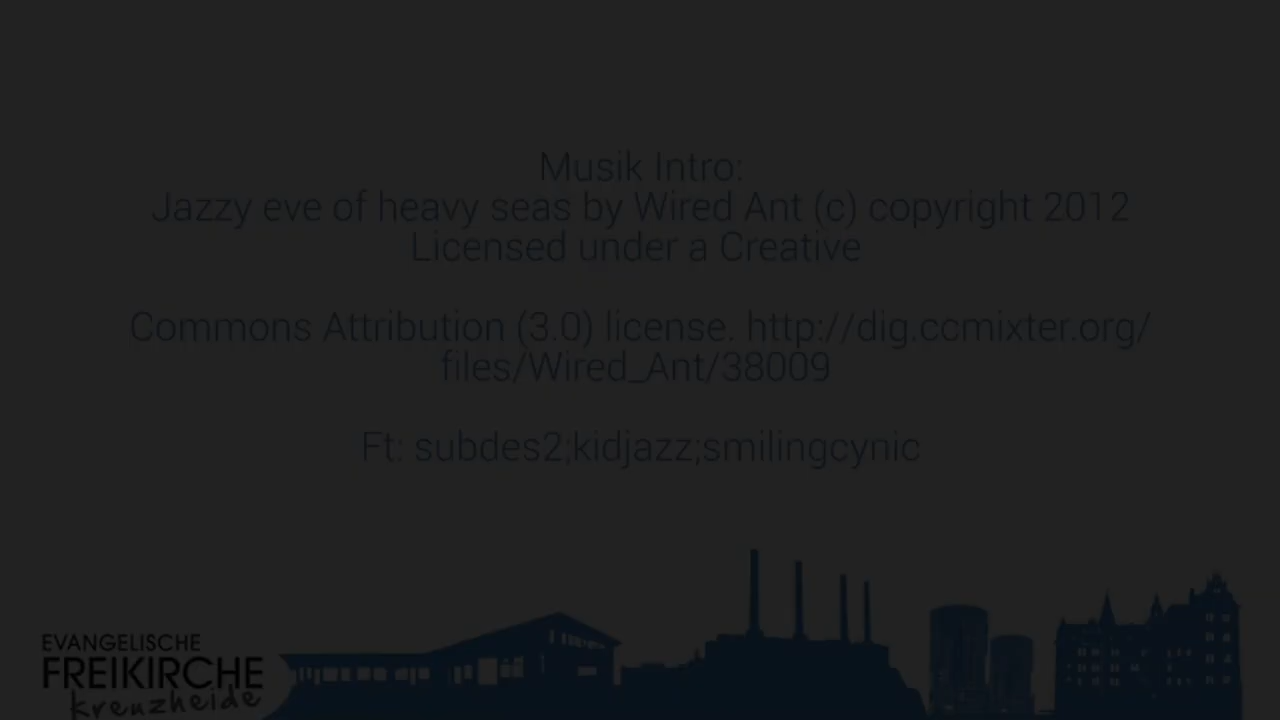 Musik Intro:
Jazzy eve of heavy seas by Wired Ant (c) copyright 2012
Licensed under a Creative
Commons Attribution (3.0) license. http://dig.ccmixter.org/
files/Wired_Ant/38009
Ft: subdes2;kidjazz;smilingcynic
EVANGELISCHE
FREIKIRCHE
kreuzheide